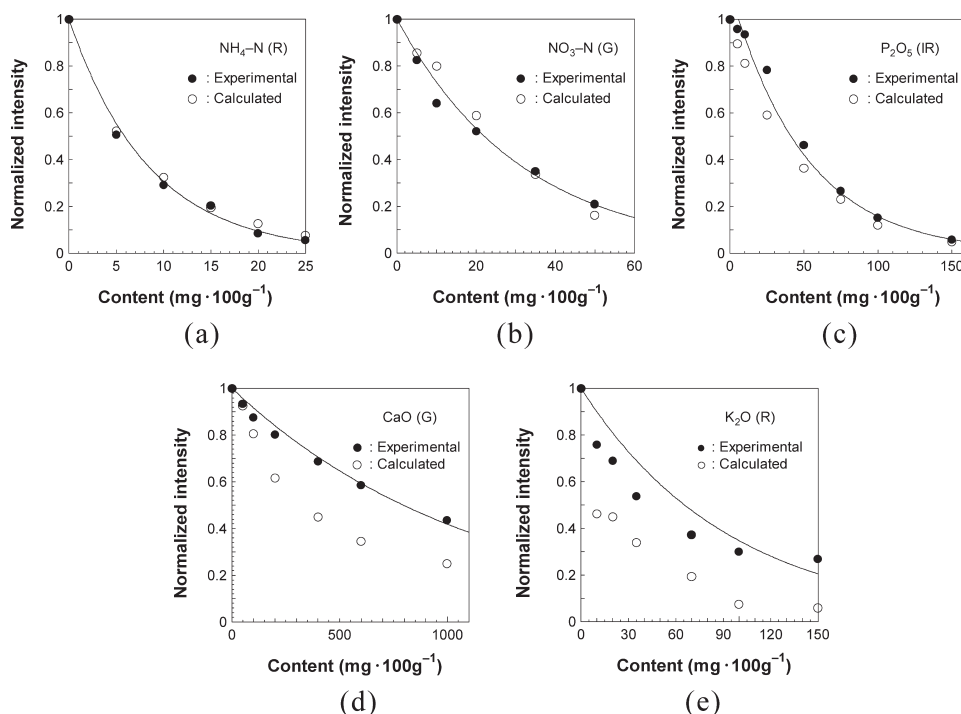 NH₄–N (R)
● : Experimental
○ : Calculated
Normalized intensity
1
0.8
0.6
0.4
0.2
0
0 5 10 15 20 25
Content (mg · 100g⁻¹)
(a)
NO₃–N (G)
● : Experimental
○ : Calculated
Normalized intensity
1
0.8
0.6
0.4
0.2
0
0 20 40 60
Content (mg · 100g⁻¹)
(b)
P₂O₅ (IR)
● : Experimental
○ : Calculated
Normalized intensity
1
0.8
0.6
0.4
0.2
0
0 50 100 150
Content (mg · 100g⁻¹)
(c)
CaO (G)
● : Experimental
○ : Calculated
Normalized intensity
1
0.8
0.6
0.4
0.2
0
0 500 1000
Content (mg · 100g⁻¹)
(d)
K₂O (R)
● : Experimental
○ : Calculated
Normalized intensity
1
0.8
0.6
0.4
0.2
0
0 30 60 90 120 150
Content (mg · 100g⁻¹)
(e)